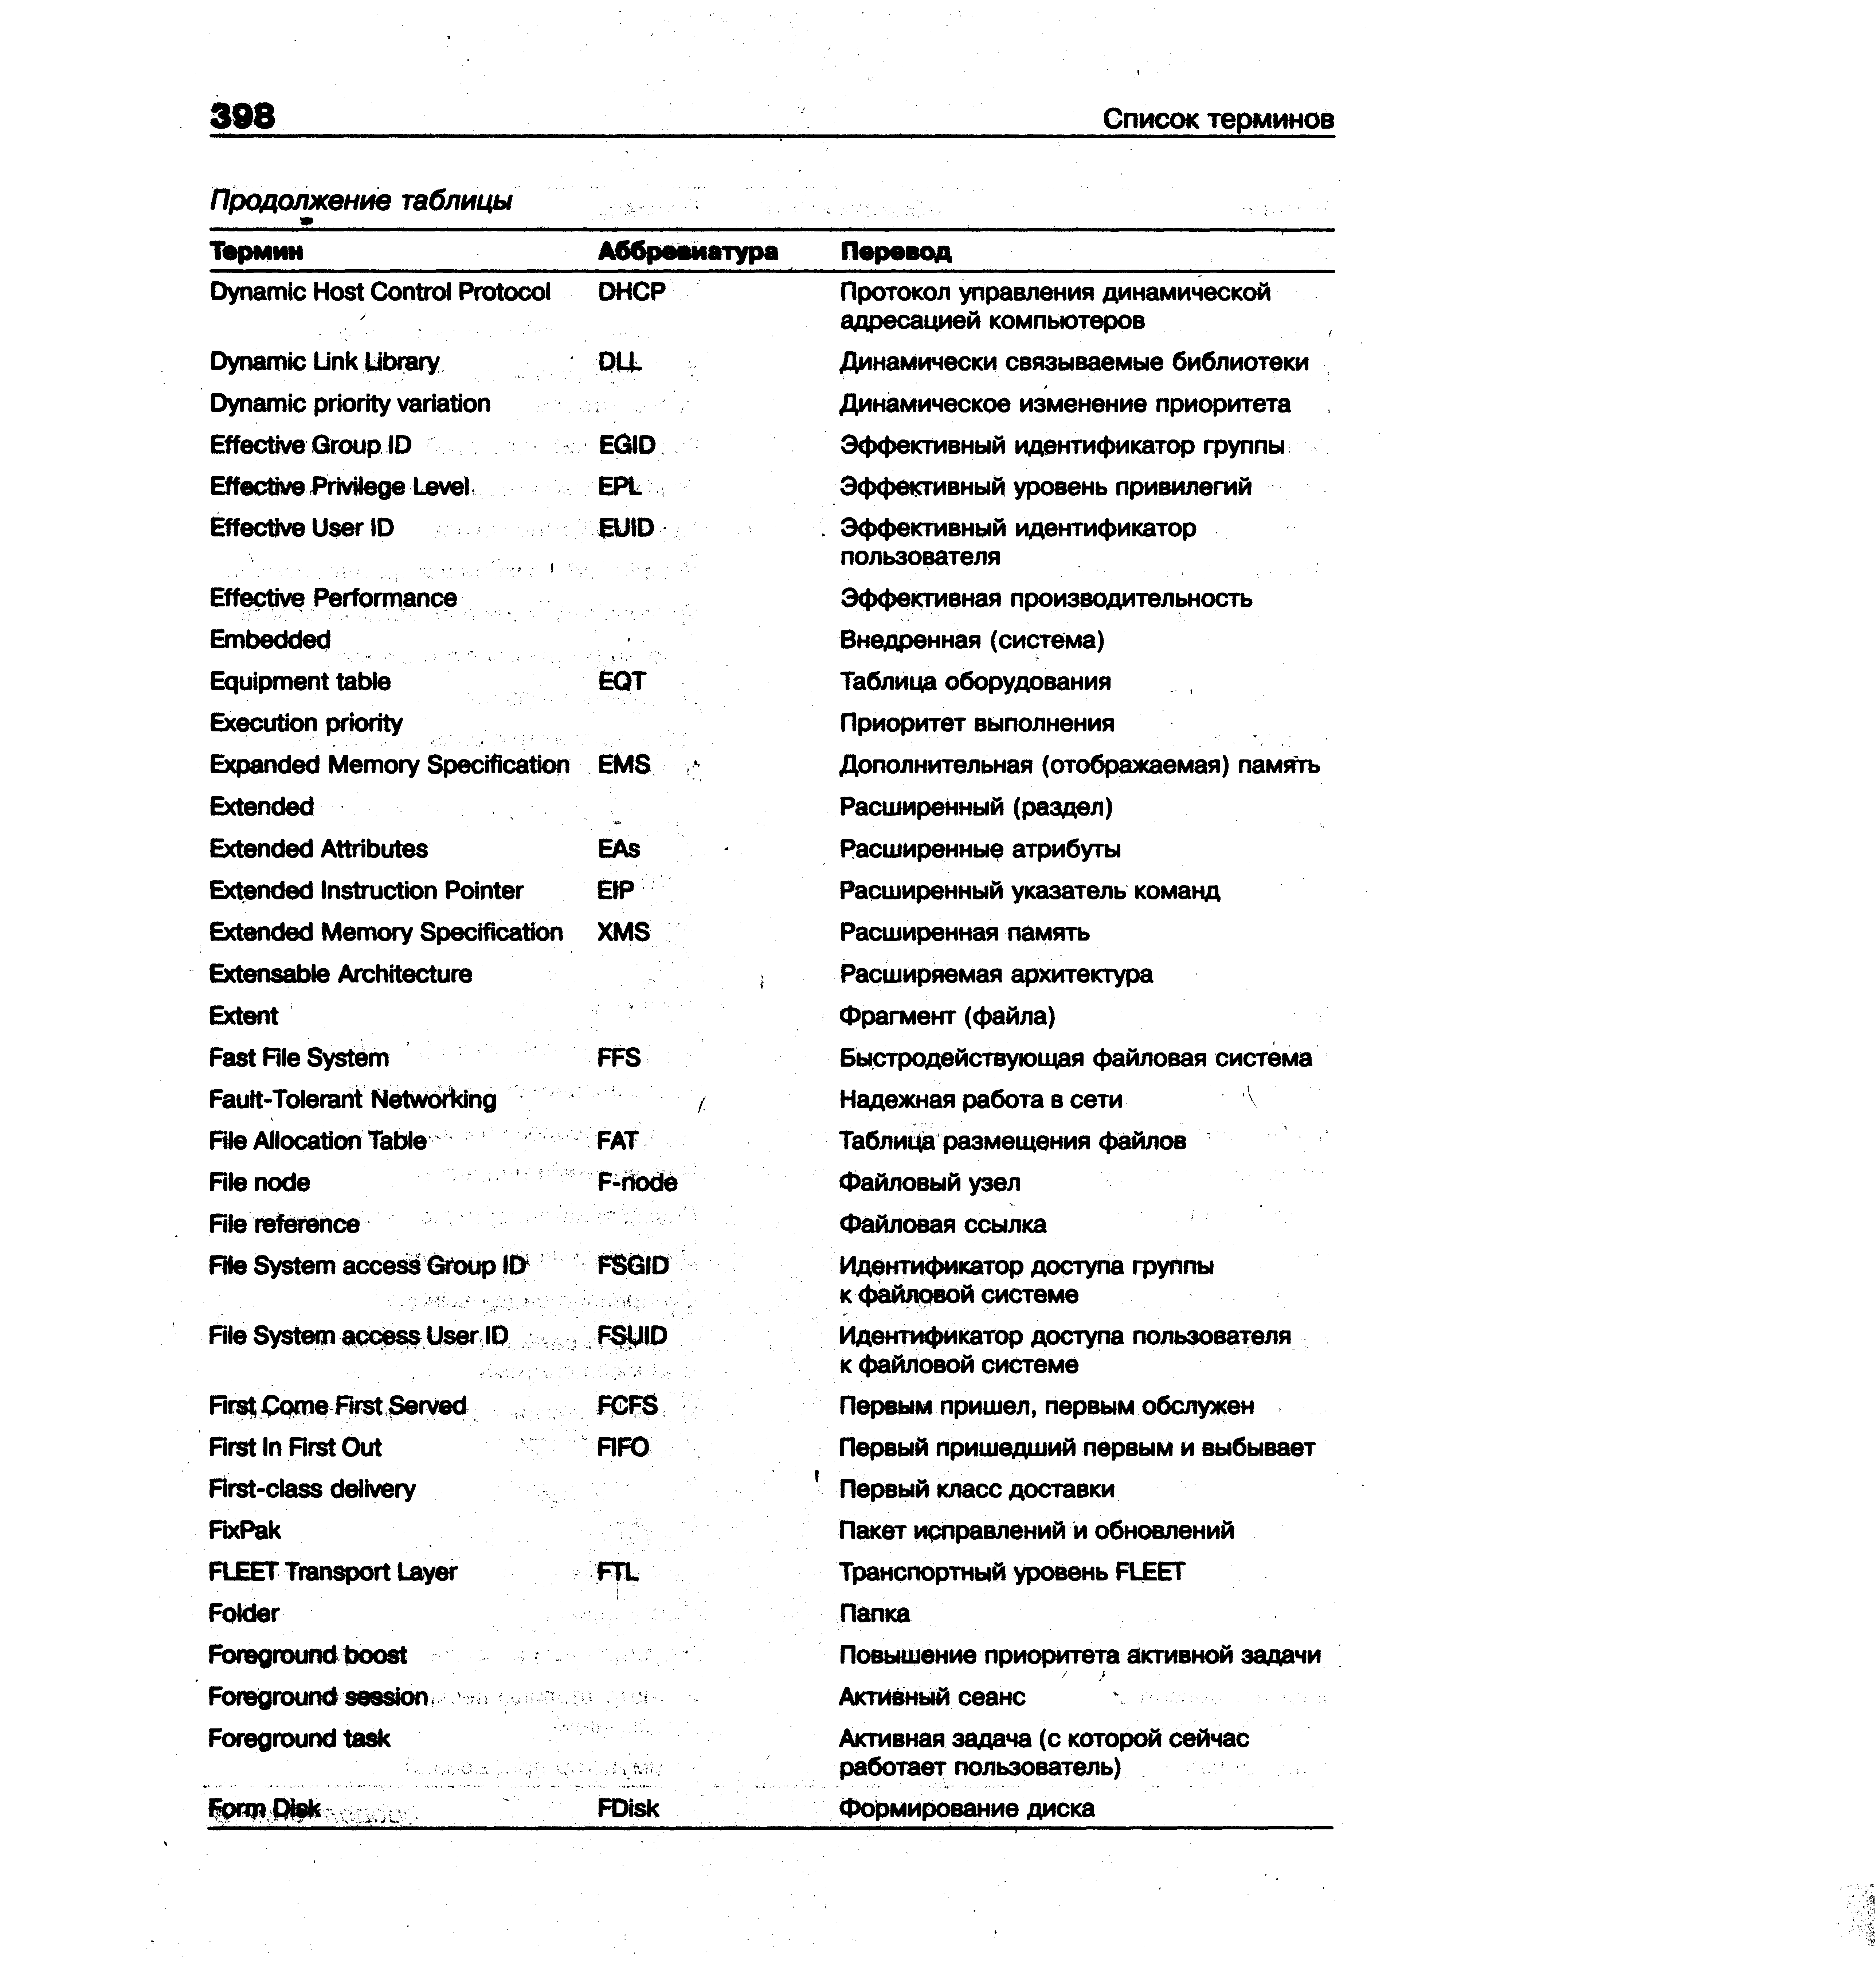 398 Список терминов
Продолжение таблицы
Термин Аббревиатура Перевод
Dynamic Host Control Protocol DHCP Протокол управления динамической
адресацией компьютеров
Dynamic Link Library DLL Динамически связываемые библиотеки
Dynamic priority variation Динамическое изменение приоритета
Effective Group ID EGID Эффективный идентификатор группы
Effective Privilege Level EPL Эффективный уровень привилегий
Effective User ID EUID Эффективный идентификатор
пользователя
Effective Performance Эффективная производительность
Embedded Внедренная (система)
Equipment table EQT Таблица оборудования
Execution priority Приоритет выполнения
Expanded Memory Specification EMS Дополнительная (отображаемая) память
Extended Расширенный (раздел)
Extended Attributes EAs Расширенные атрибуты
Extended Instruction Pointer EIP Расширенный указатель команд
Extended Memory Specification XMS Расширенная память
Extensable Architecture Расширяемая архитектура
Extent Фрагмент (файла)
Fast File System FFS Быстродействующая файловая система
Fault-Tolerant Networking Надежная работа в сети
File Allocation Table FAT Таблица размещения файлов
File node F-node Файловый узел
File reference Файловая ссылка
File System access Group ID FSGID Идентификатор доступа группы
к файловой системе
File System access User ID FSUID Идентификатор доступа пользователя
к файловой системе
First Come First Served FCFS Первым пришел, первым обслужен
First In First Out FIFO Первый пришедший первым и выбывает
First-class delivery Первый класс доставки
FixPak Пакет исправлений и обновлений
FLEET Transport Layer FTL Транспортный уровень FLEET
Folder Папка
Foreground boost Повышение приоритета активной задачи
Foreground session Активный сеанс
Foreground task Активная задача (с которой сейчас
работает пользователь)
Form Disk FDisk Формирование диска